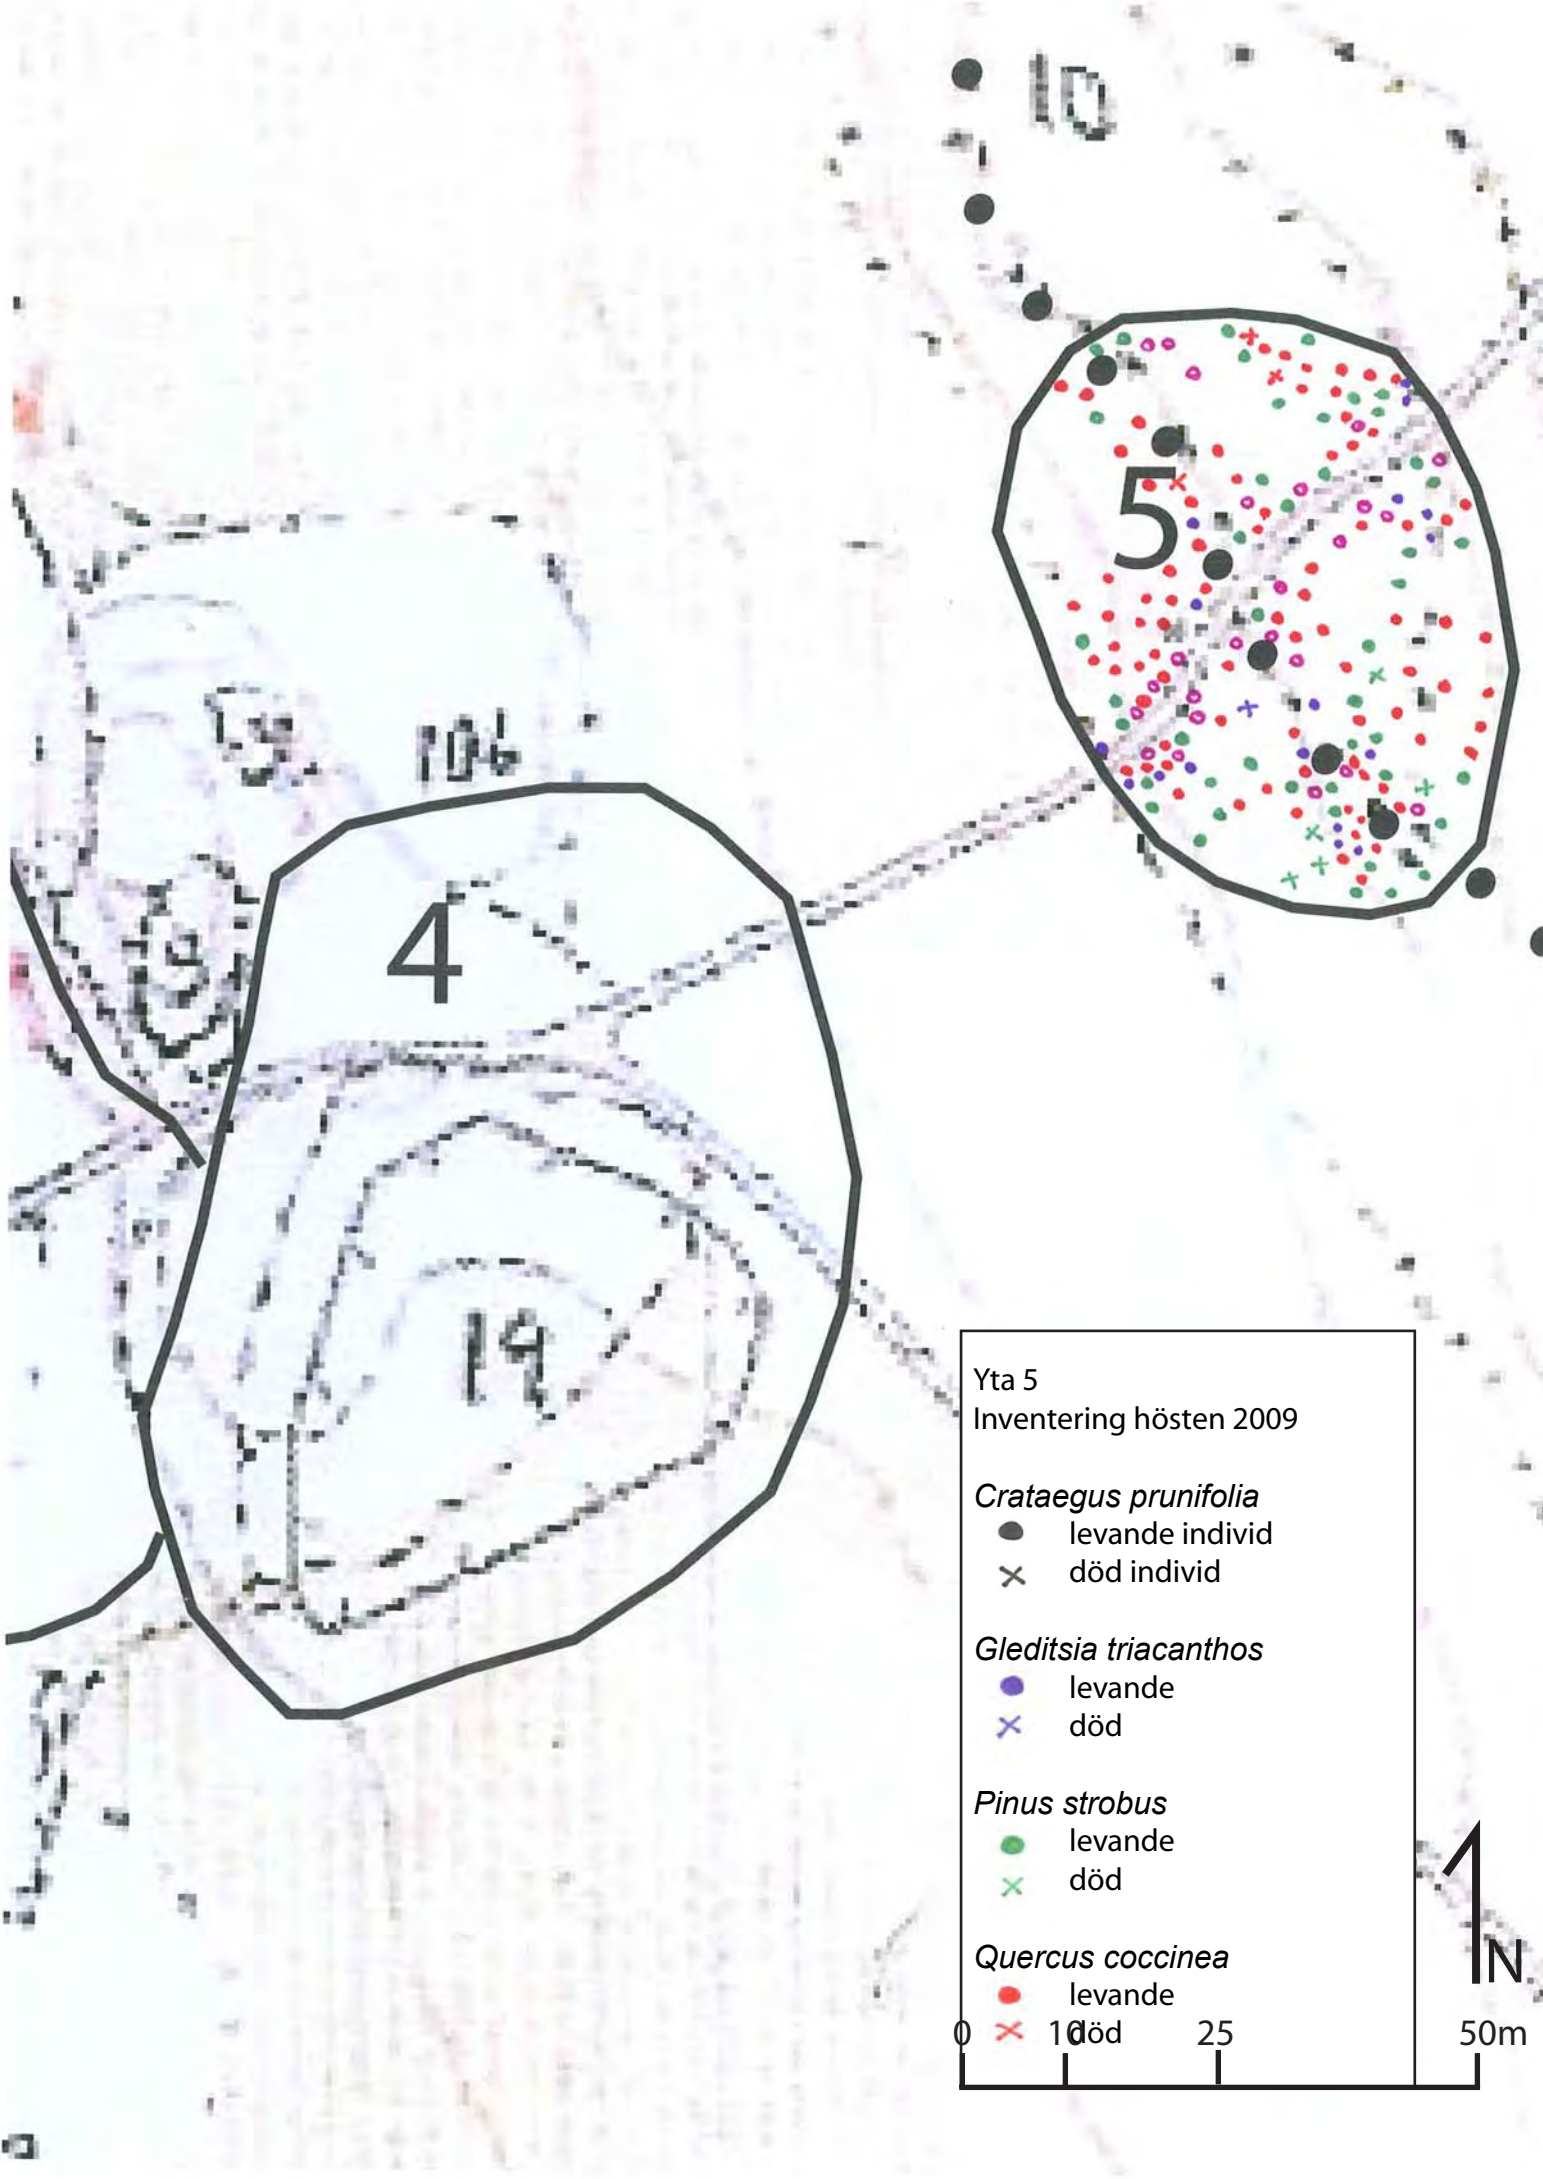 10
5
106
4
19
Yta 5
Inventering hösten 2009
Crataegus prunifolia
levande individ
död individ
Gleditsia triacanthos
levande
död
Pinus strobus
levande
död
Quercus coccinea
levande
död
N
0 10 25 50m